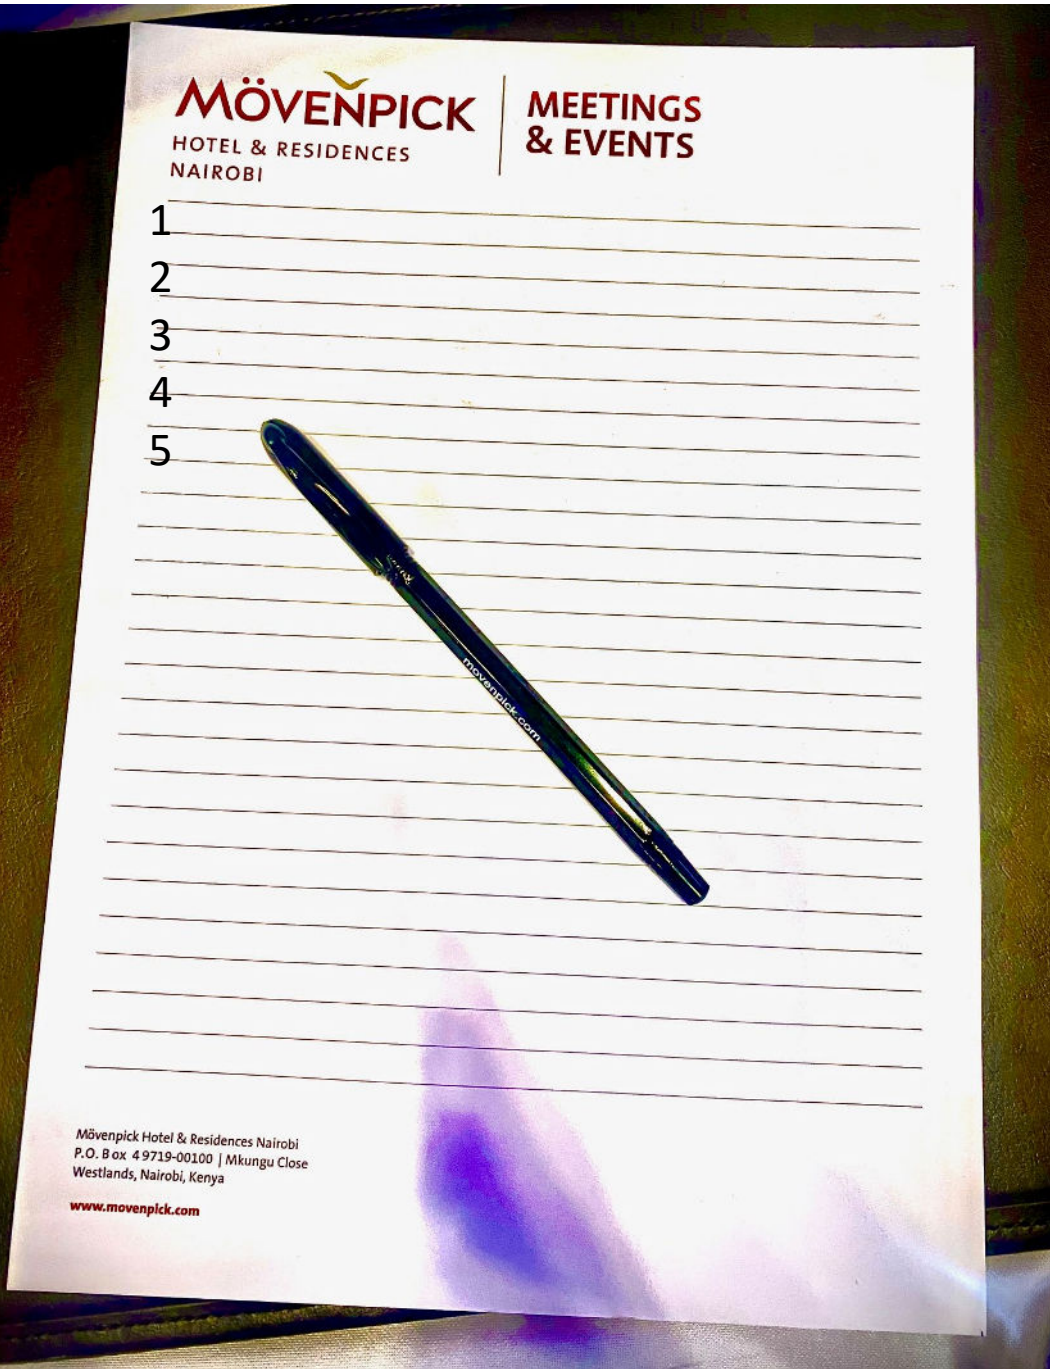 MÖVENPICK
HOTEL & RESIDENCES
NAIROBI
MEETINGS
& EVENTS
1
2
3
4
5
movenpick.com
Mövenpick Hotel & Residences Nairobi
P.O. Box 49719-00100 | Mkungu Close
Westlands, Nairobi, Kenya
www.movenpick.com